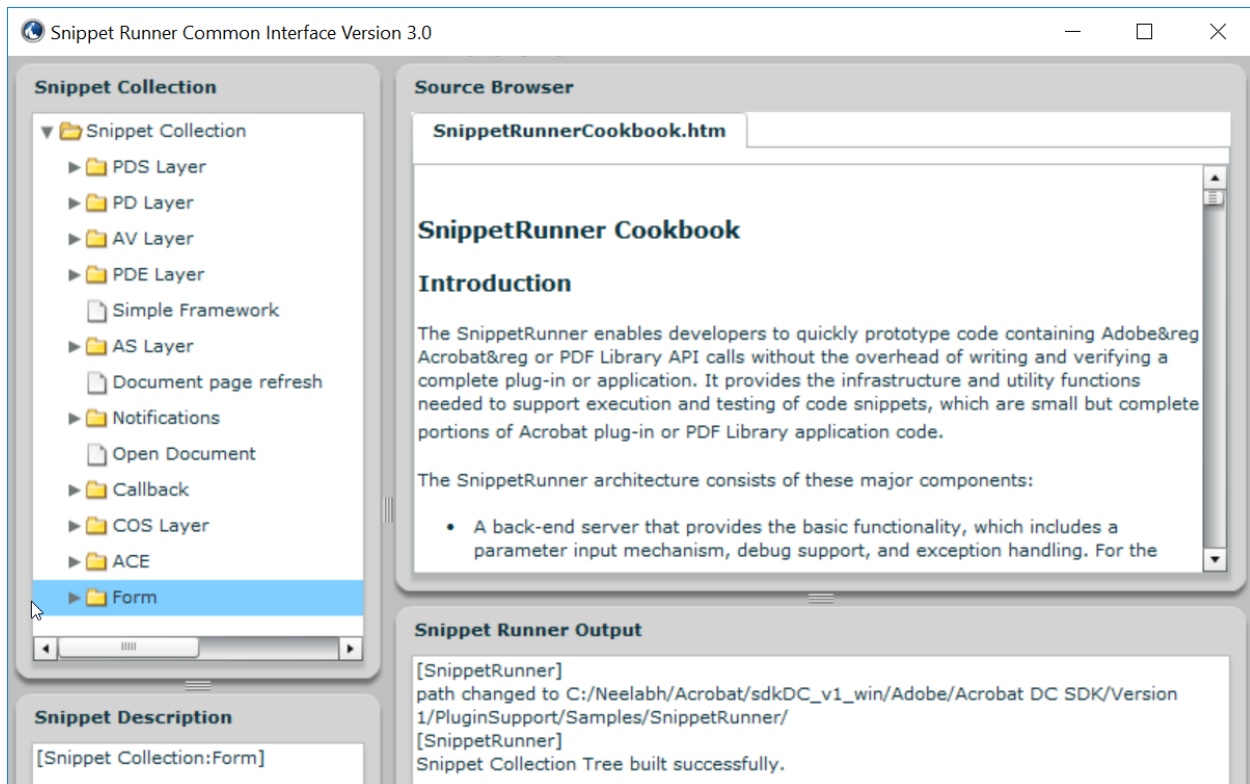 Snippet Runner Common Interface Version 3.0
Snippet Collection
Snippet Collection
PDS Layer
PD Layer
AV Layer
PDE Layer
Simple Framework
AS Layer
Document page refresh
Notifications
Open Document
Callback
COS Layer
ACE
Form
Snippet Description
[Snippet Collection:Form]
Source Browser
SnippetRunnerCookbook.htm
SnippetRunner Cookbook
Introduction
The SnippetRunner enables developers to quickly prototype code containing Adobe&reg
Acrobat&reg or PDF Library API calls without the overhead of writing and verifying a
complete plug-in or application. It provides the infrastructure and utility functions
needed to support execution and testing of code snippets, which are small but complete
portions of Acrobat plug-in or PDF Library application code.
The SnippetRunner architecture consists of these major components:
• A back-end server that provides the basic functionality, which includes a
parameter input mechanism, debug support, and exception handling. For the
Snippet Runner Output
[SnippetRunner]
path changed to C:/Neelabh/Acrobat/sdkDC_v1_win/Adobe/Acrobat DC SDK/Version
1/PluginSupport/Samples/SnippetRunner/
[SnippetRunner]
Snippet Collection Tree built successfully.